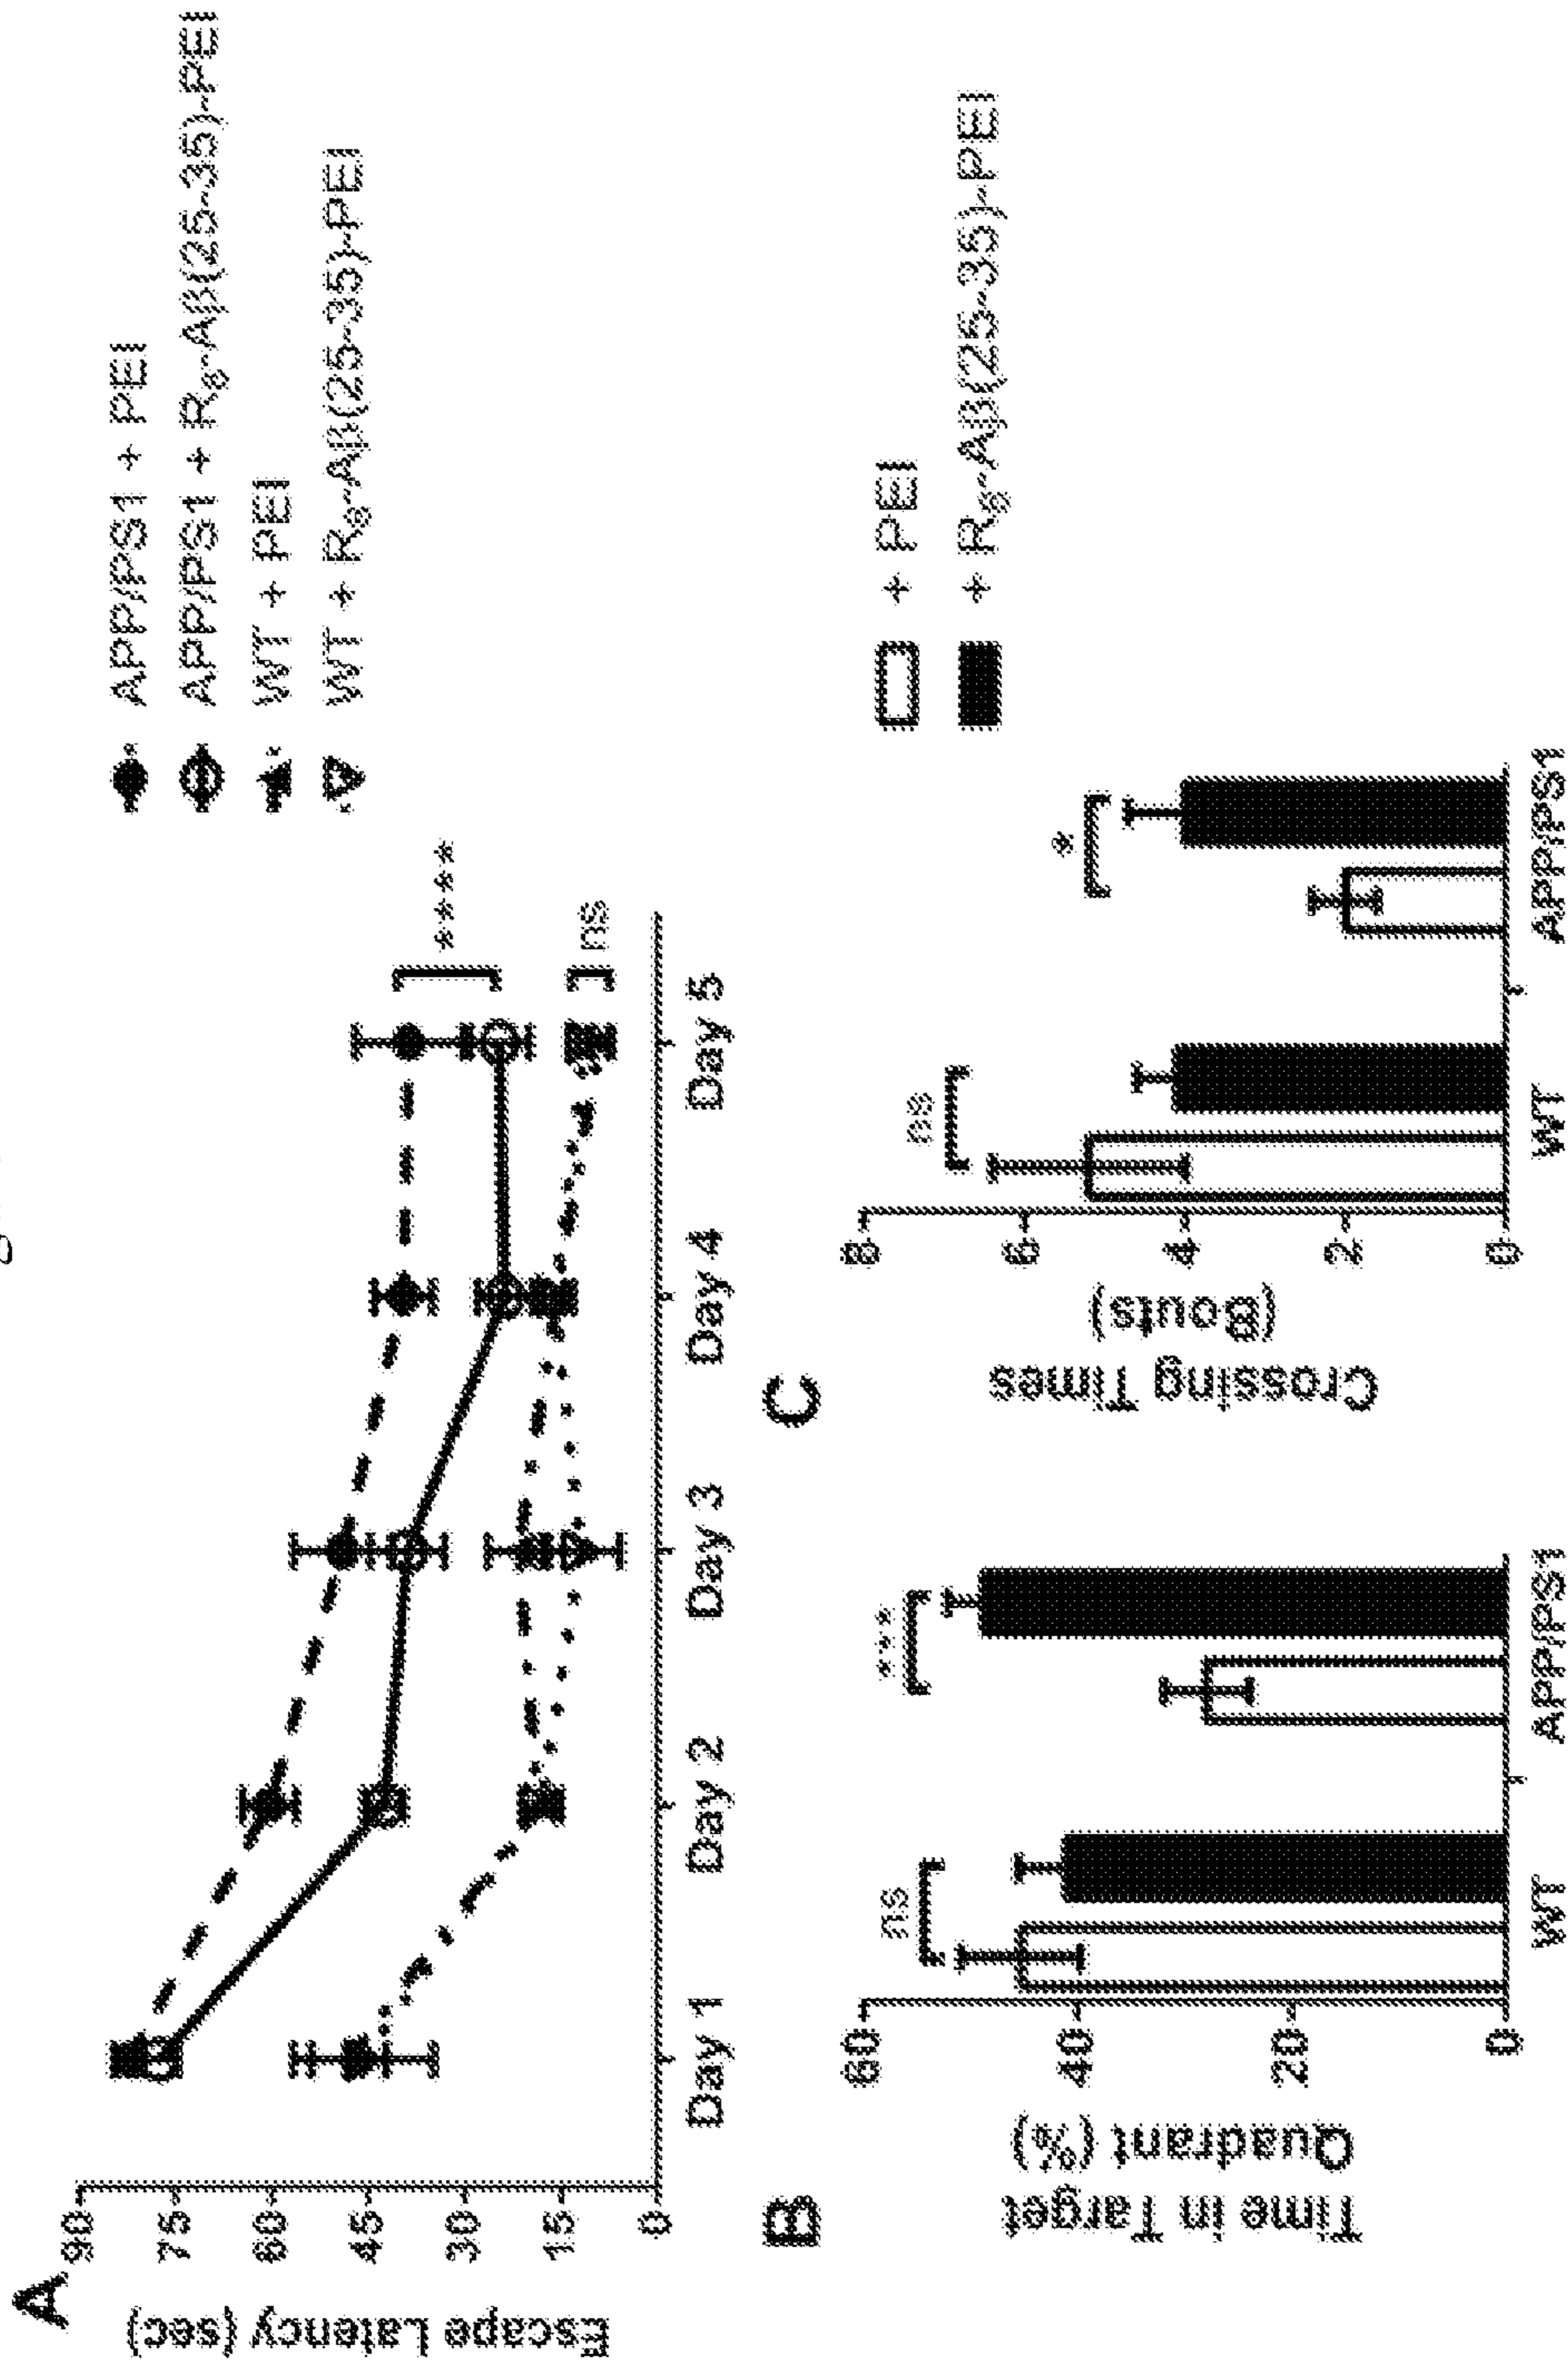 A
Escape Latency (sec)
90
75
60
45
30
15
0
Day 1
Day 2
Day 3
Day 4
Day 5
****
ns
APP/PS1 + PEI
APP/PS1 + R₈-Aβ(25-35)-PEI
WT + PEI
WT + R₈-Aβ(25-35)-PEI
B
Time in Target
Quadrant (%)
60
40
20
0
ns
***
WT
APP/PS1
C
Crossing Times
(Bouts)
8
6
4
2
0
ns
*
WT
APP/PS1
+ PEI
+ R₈-Aβ(25-35)-PEI